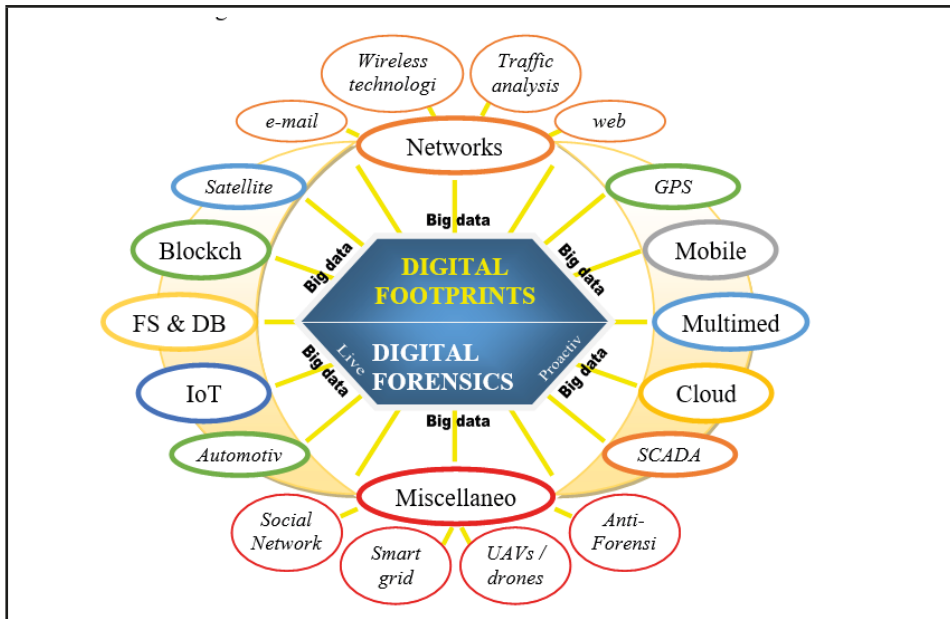 Wireless
technologi
Traffic
analysis
e-mail
web
Networks
Satellite
GPS
Big data
Blockch
Mobile
Big data
Big data
DIGITAL
FOOTPRINTS
FS & DB
Multimed
Live
DIGITAL
FORENSICS
Proactiv
Big data
Big data
IoT
Cloud
Big data
Automotiv
SCADA
Miscellaneo
Social
Network
Anti-
Forensi
Smart
grid
UAVs /
drones